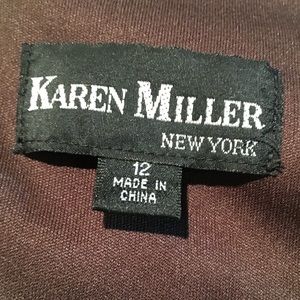 KAREN MILLER
NEW YORK
12
MADE IN
CHINA